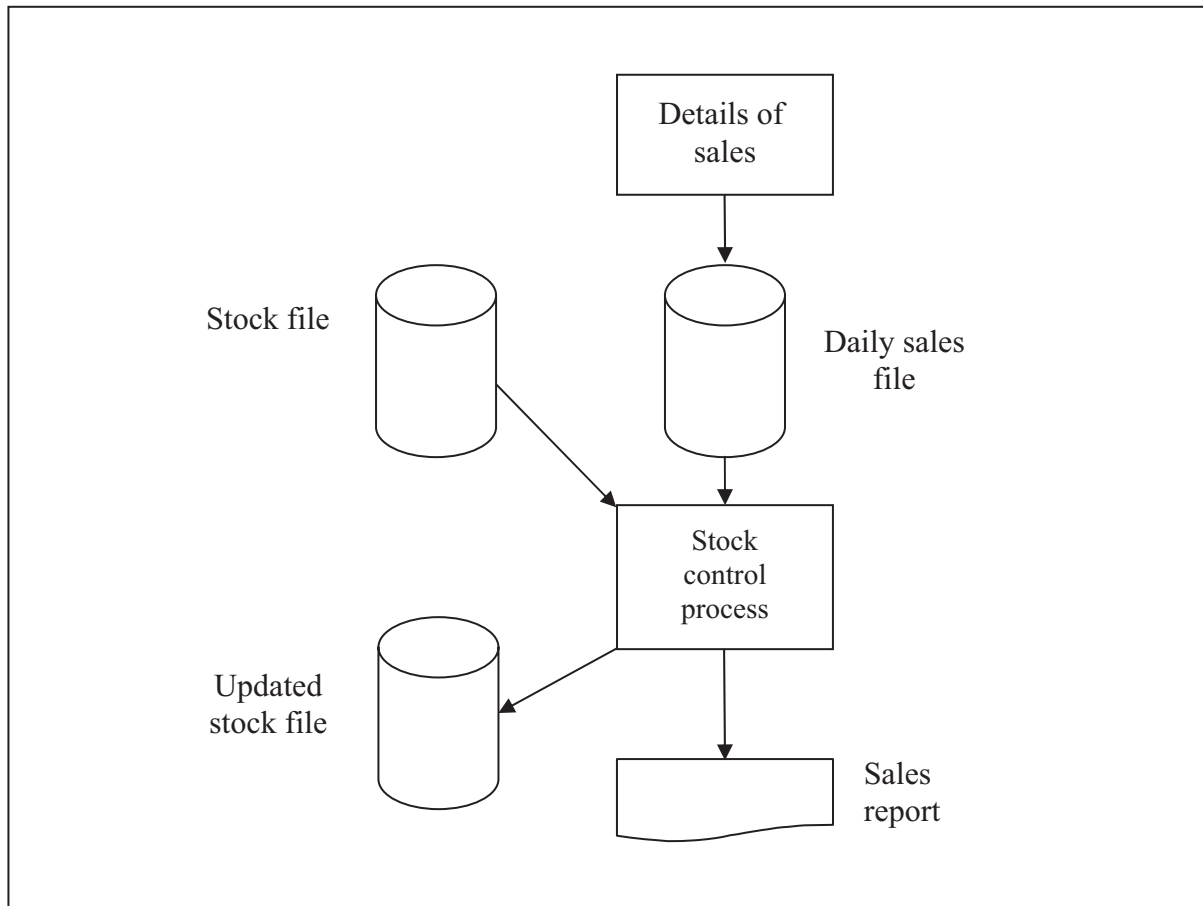 Details of
sales
Stock file
Daily sales
file
Stock
control
process
Updated
stock file
Sales
report